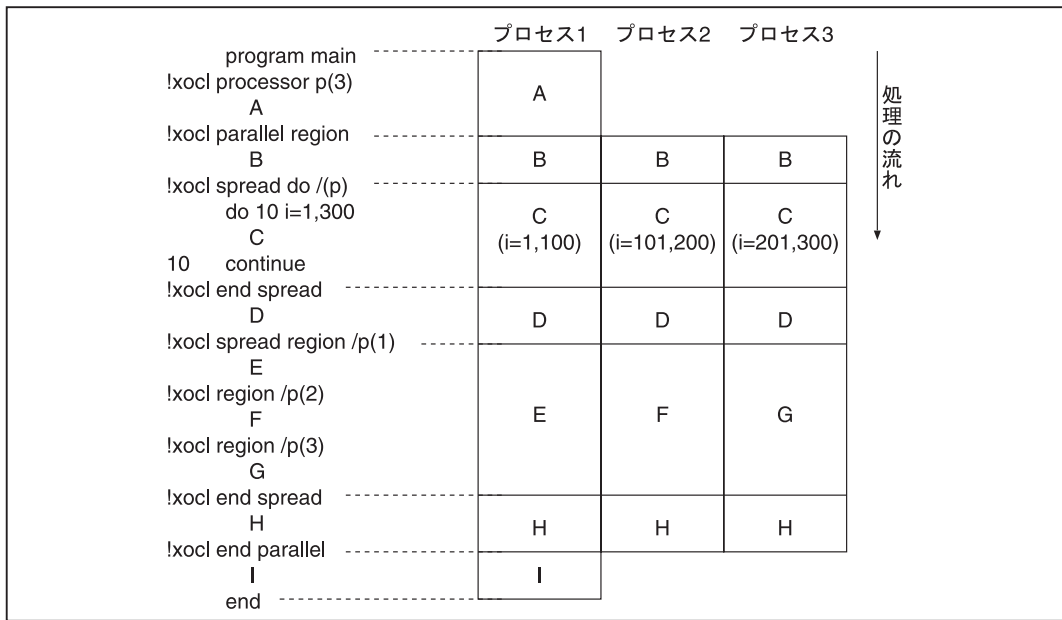 program main
!xocl processor p(3)
A
!xocl parallel region
B
!xocl spread do /(p)
do 10 i=1,300
C
10 continue
!xocl end spread
D
!xocl spread region /p(1)
E
!xocl region /p(2)
F
!xocl region /p(3)
G
!xocl end spread
H
!xocl end parallel
I
end
プロセス1 プロセス2 プロセス3
A
B B B
C C C
(i=1,100) (i=101,200) (i=201,300)
D D D
E F G
H H H
I
処理の流れ